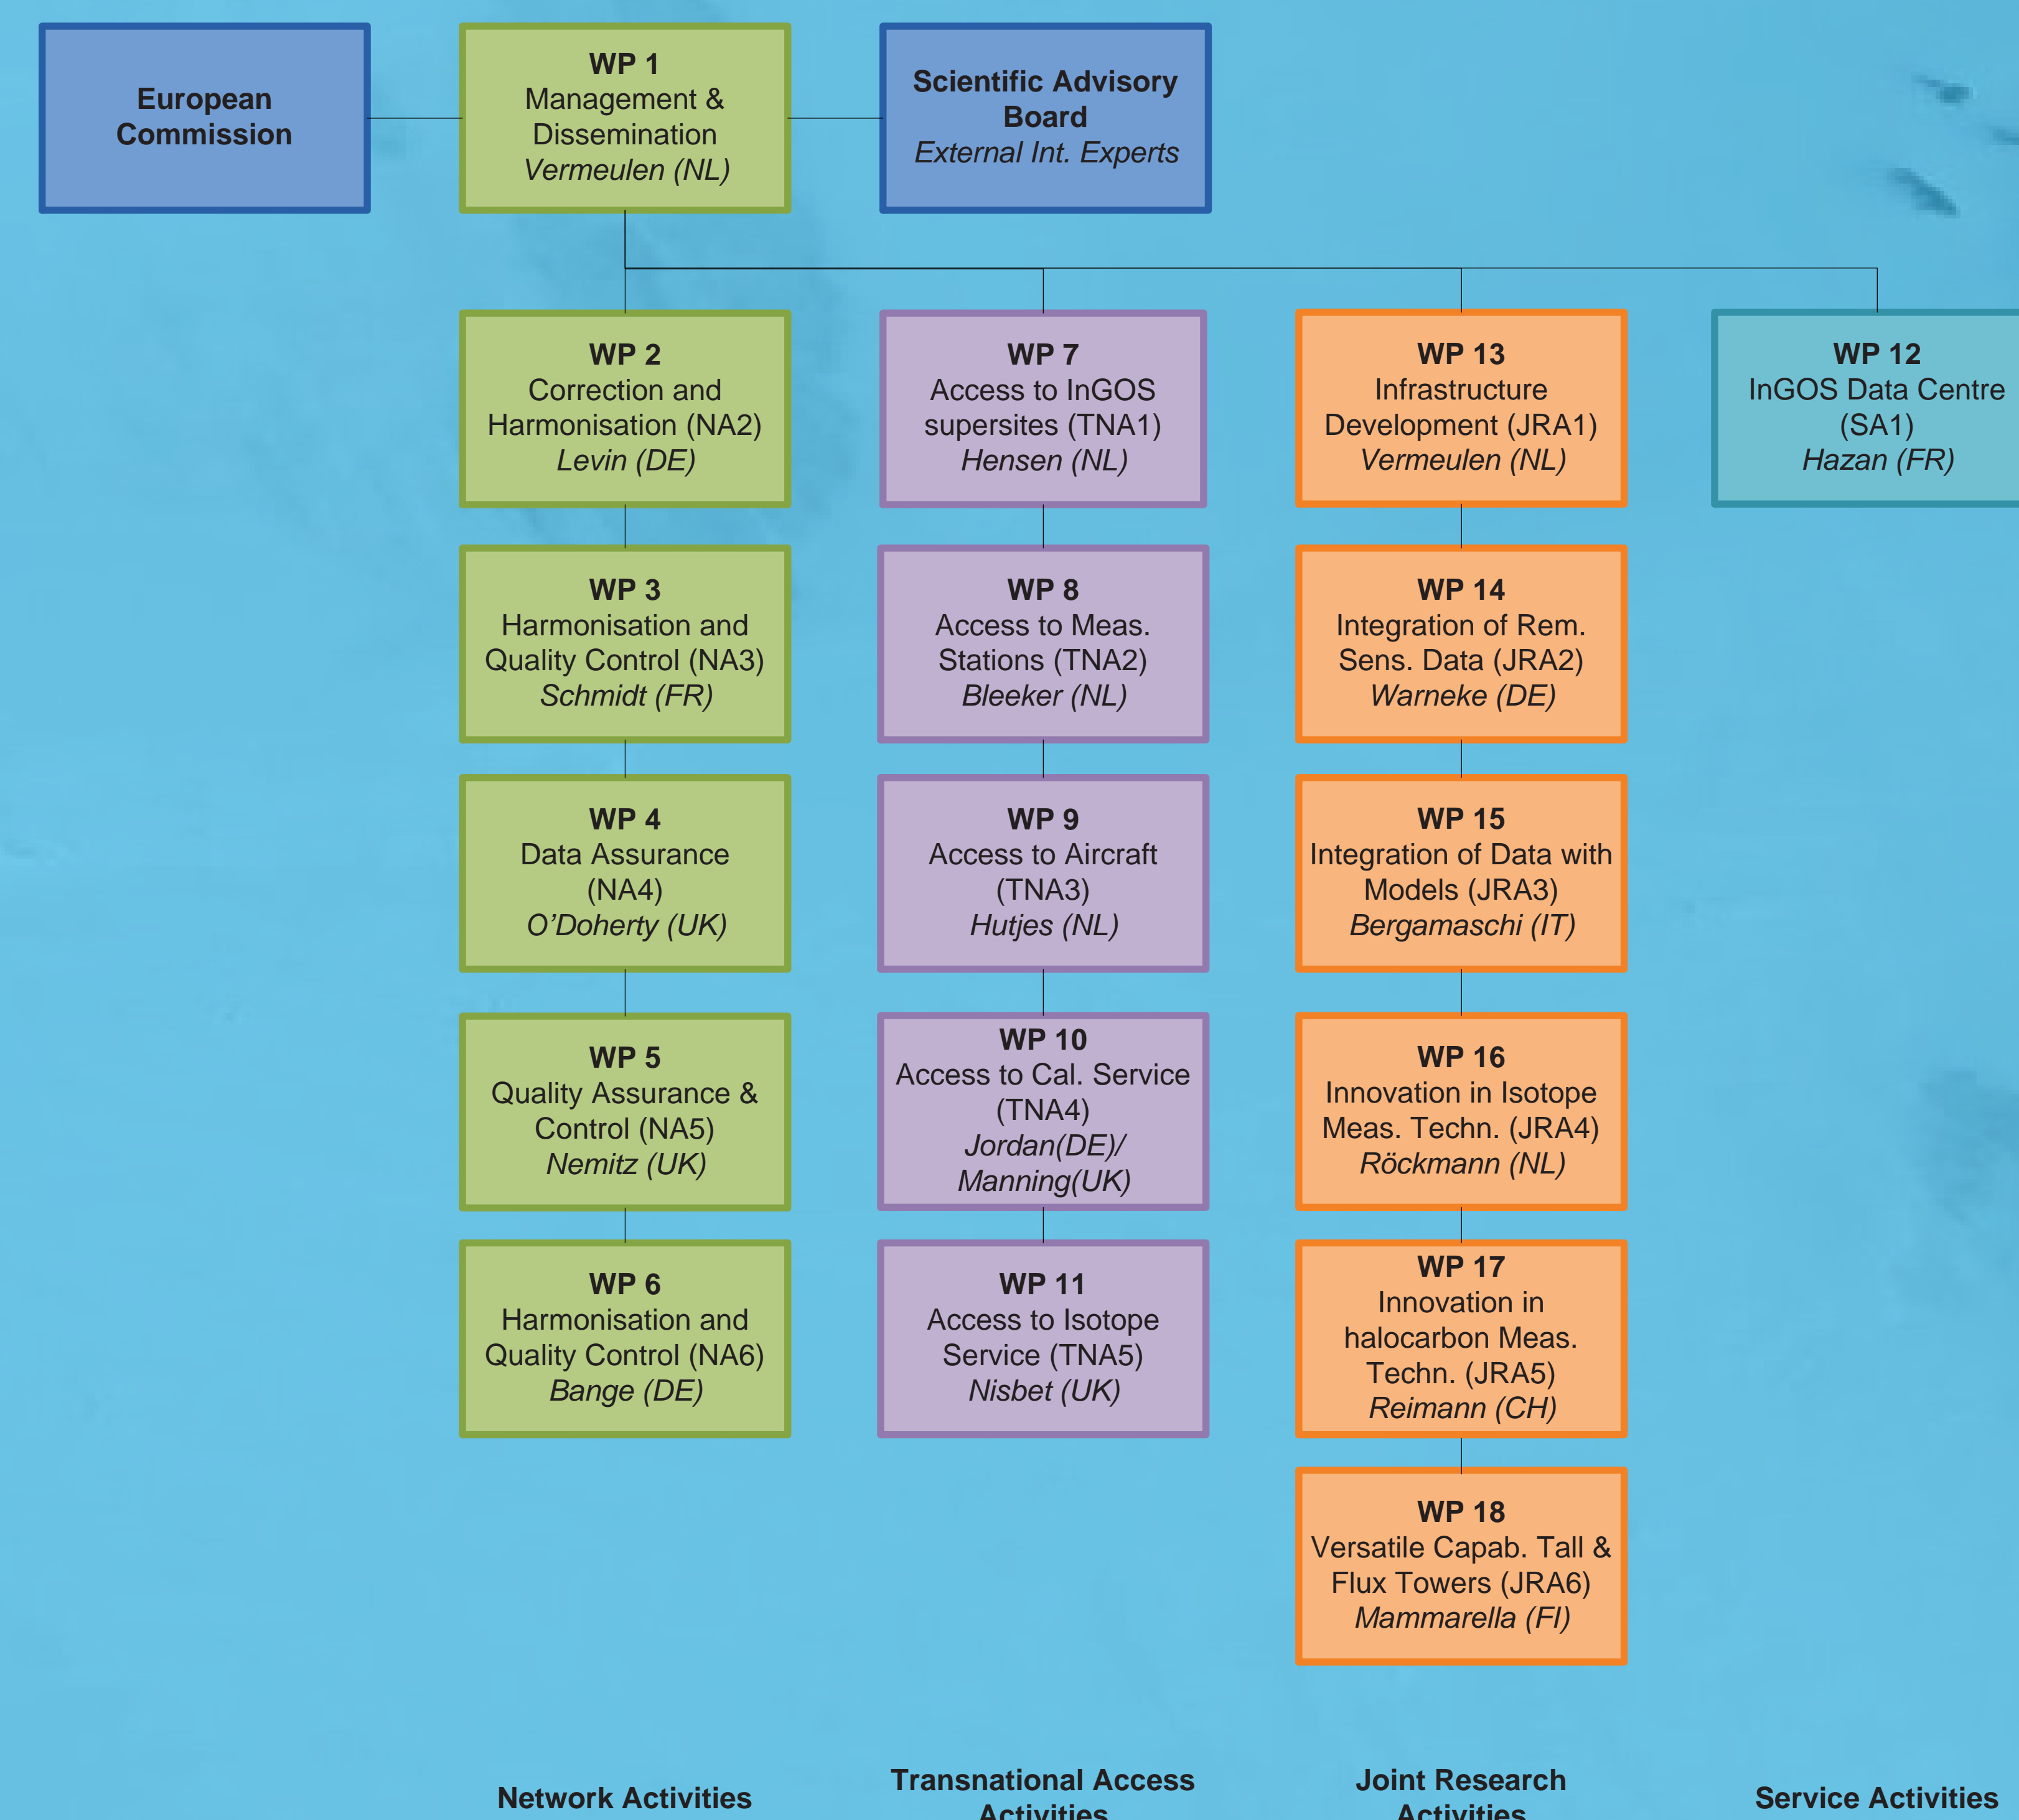 European
Commission
WP 1
Management &
Dissemination
Vermeulen (NL)
Scientific Advisory
Board
External Int. Experts
WP 2
Correction and
Harmonisation (NA2)
Levin (DE)
WP 7
Access to InGOS
supersites (TNA1)
Hensen (NL)
WP 13
Infrastructure
Development (JRA1)
Vermeulen (NL)
WP 12
InGOS Data Centre
(SA1)
Hazan (FR)
WP 3
Harmonisation and
Quality Control (NA3)
Schmidt (FR)
WP 8
Access to Meas.
Stations (TNA2)
Bleeker (NL)
WP 14
Integration of Rem.
Sens. Data (JRA2)
Warneke (DE)
WP 4
Data Assurance
(NA4)
O’Doherty (UK)
WP 9
Access to Aircraft
(TNA3)
Hutjes (NL)
WP 15
Integration of Data with
Models (JRA3)
Bergamaschi (IT)
WP 5
Quality Assurance &
Control (NA5)
Nemitz (UK)
WP 10
Access to Cal. Service
(TNA4)
Jordan(DE)/
Manning(UK)
WP 16
Innovation in Isotope
Meas. Techn. (JRA4)
Röckmann (NL)
WP 6
Harmonisation and
Quality Control (NA6)
Bange (DE)
WP 11
Access to Isotope
Service (TNA5)
Nisbet (UK)
WP 17
Innovation in
halocarbon Meas.
Techn. (JRA5)
Reimann (CH)
WP 18
Versatile Capab. Tall &
Flux Towers (JRA6)
Mammarella (FI)
Network Activities
Transnational Access
Activities
Joint Research
Activities
Service Activities